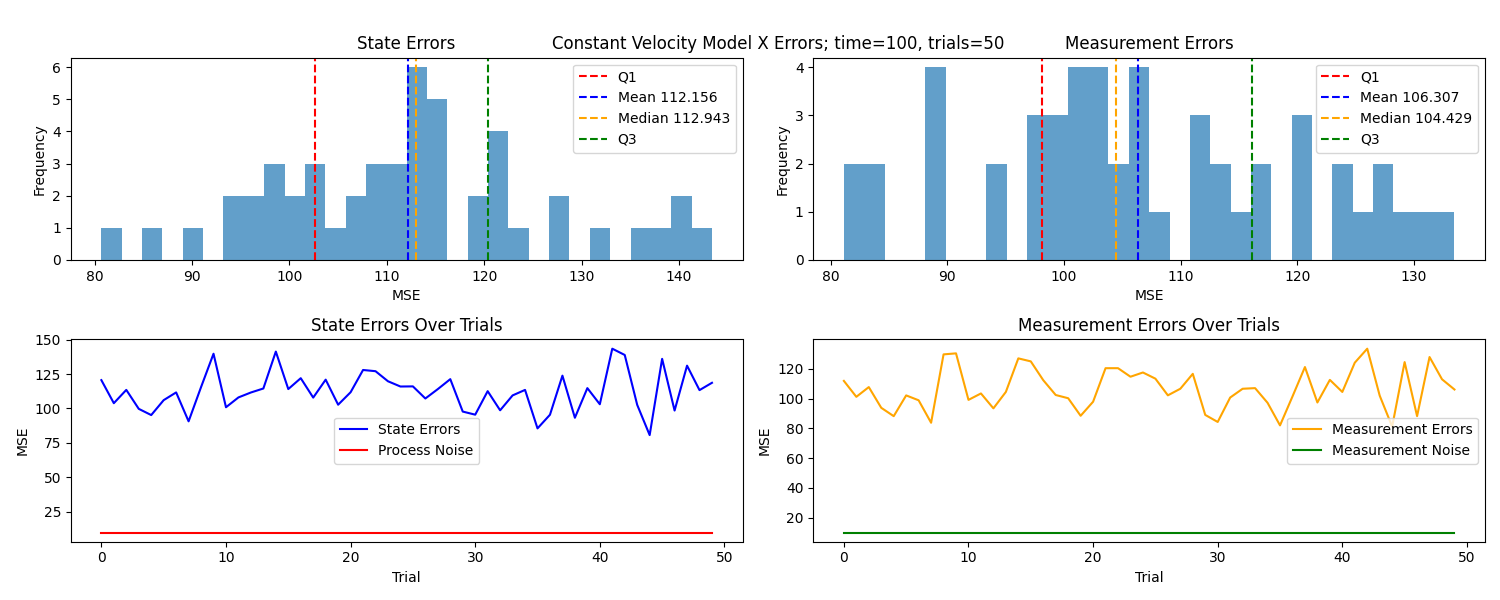 Constant Velocity Model X Errors; time=100, trials=50
State Errors
6
5
4
3
2
1
0
Frequency
80 90 100 110 120 130 140
MSE
Q1
Mean 112.156
Median 112.943
Q3
Measurement Errors
4
3
2
1
0
Frequency
80 90 100 110 120 130
MSE
Q1
Mean 106.307
Median 104.429
Q3
State Errors Over Trials
150
125
100
75
50
25
MSE
0 10 20 30 40 50
Trial
State Errors
Process Noise
Measurement Errors Over Trials
120
100
80
60
40
20
MSE
0 10 20 30 40 50
Trial
Measurement Errors
Measurement Noise